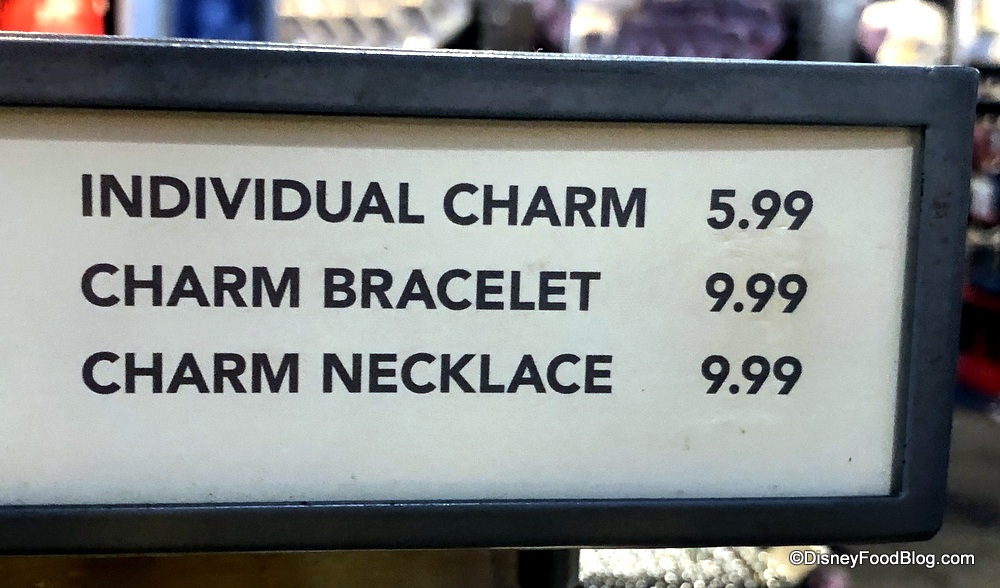 INDIVIDUAL CHARM 5.99
CHARM BRACELET 9.99
CHARM NECKLACE 9.99
©DisneyFoodBlog.com